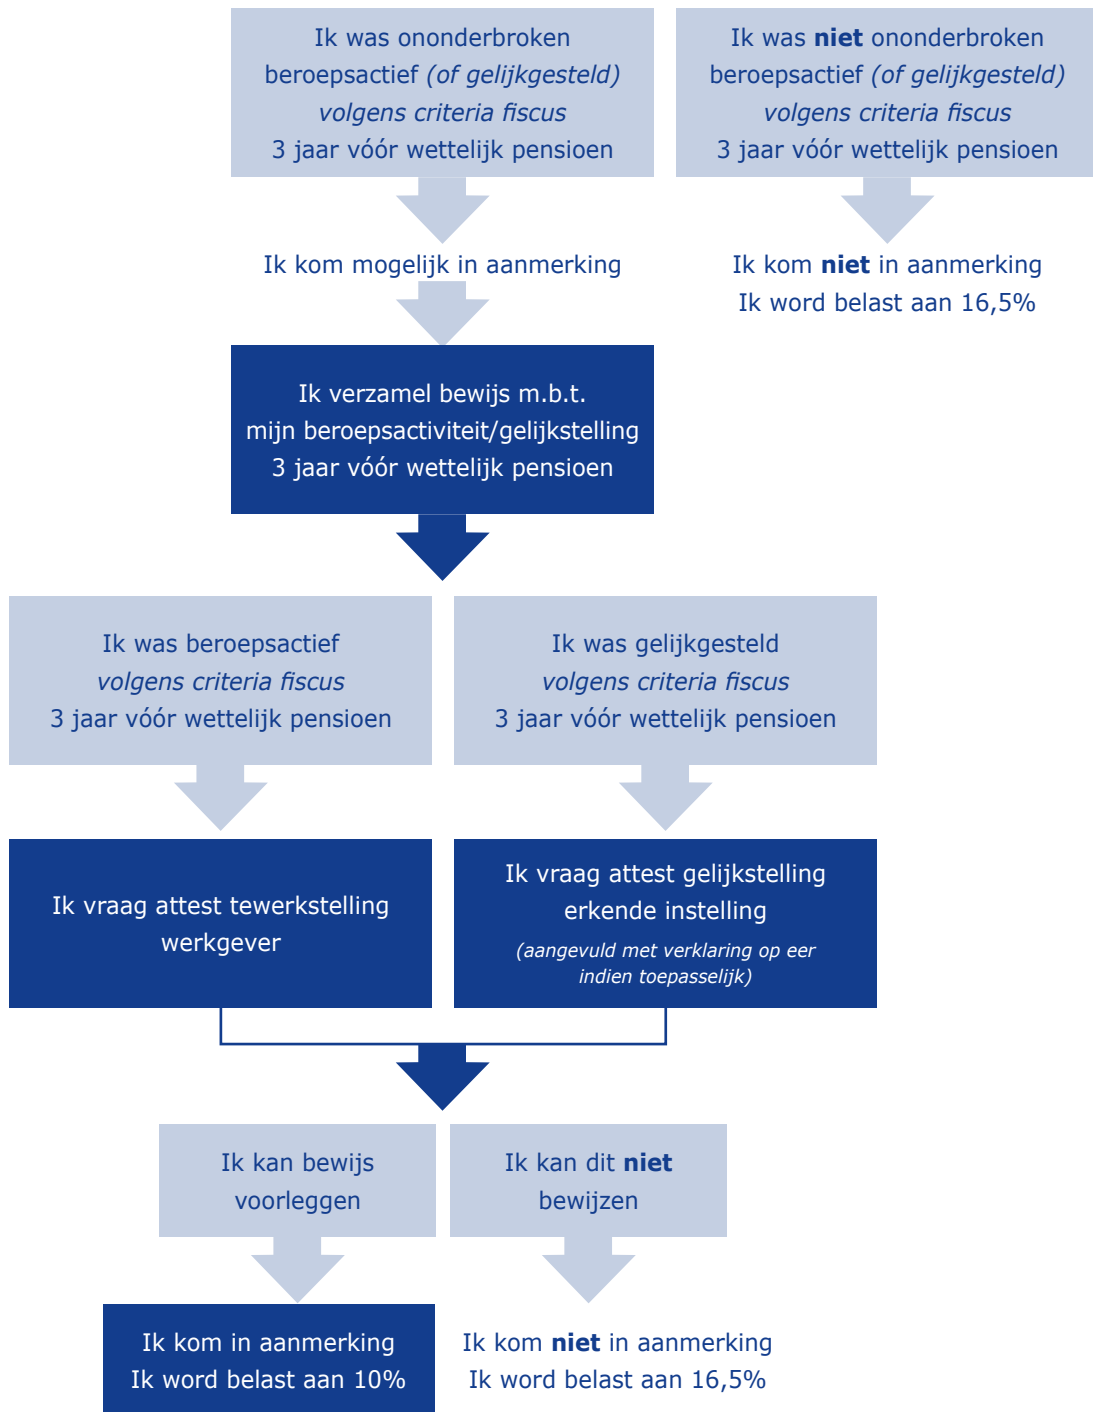 Ik was ononderbroken
beroepsactief (of gelijkgesteld)
volgens criteria fiscus
3 jaar vóór wettelijk pensioen
Ik was niet ononderbroken
beroepsactief (of gelijkgesteld)
volgens criteria fiscus
3 jaar vóór wettelijk pensioen
Ik kom mogelijk in aanmerking
Ik kom niet in aanmerking
Ik word belast aan 16,5%
Ik verzamel bewijs m.b.t.
mijn beroepsactiviteit/gelijkstelling
3 jaar vóór wettelijk pensioen
Ik was beroepsactief
volgens criteria fiscus
3 jaar vóór wettelijk pensioen
Ik was gelijkgesteld
volgens criteria fiscus
3 jaar vóór wettelijk pensioen
Ik vraag attest tewerkstelling
werkgever
Ik vraag attest gelijkstelling
erkende instelling
(aangevuld met verklaring op eer
indien toepasselijk)
Ik kan bewijs
voorleggen
Ik kan dit niet
bewijzen
Ik kom in aanmerking
Ik word belast aan 10%
Ik kom niet in aanmerking
Ik word belast aan 16,5%